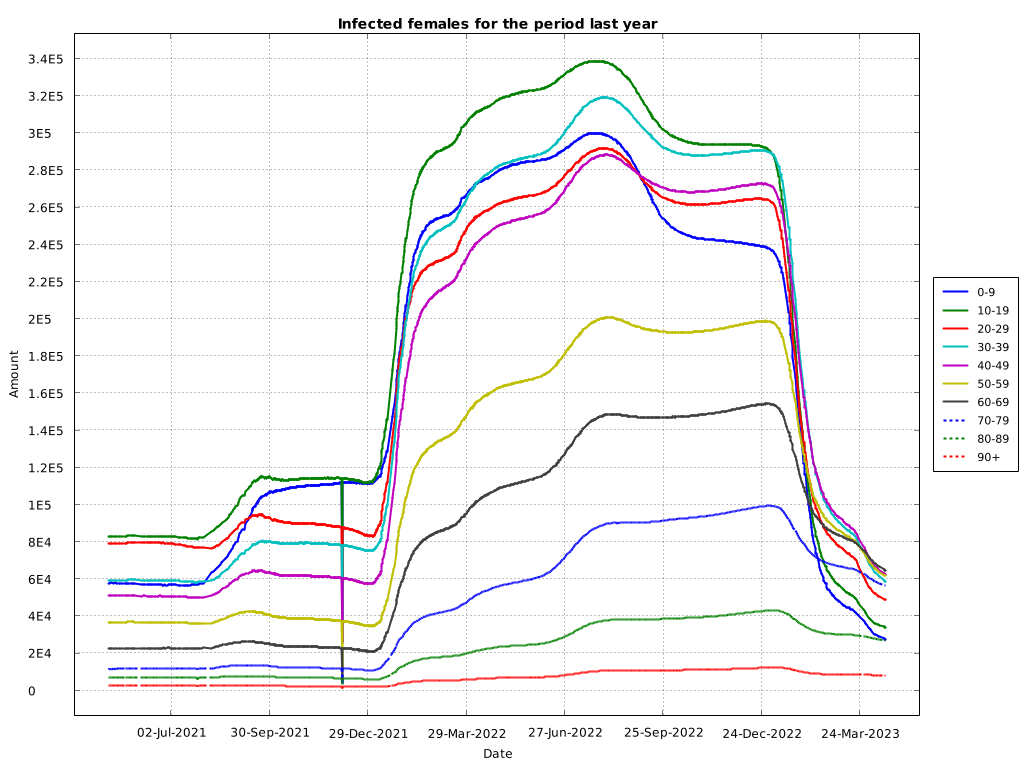 Infected females for the period last year
3.4E5
3.2E5
3E5
2.8E5
2.6E5
2.4E5
2.2E5
2E5
1.8E5
1.6E5
1.4E5
1.2E5
1E5
8E4
6E4
4E4
2E4
0
Amount
02-Jul-2021 30-Sep-2021 29-Dec-2021 29-Mar-2022 27-Jun-2022 25-Sep-2022 24-Dec-2022 24-Mar-2023
Date
0-9
10-19
20-29
30-39
40-49
50-59
60-69
70-79
80-89
90+